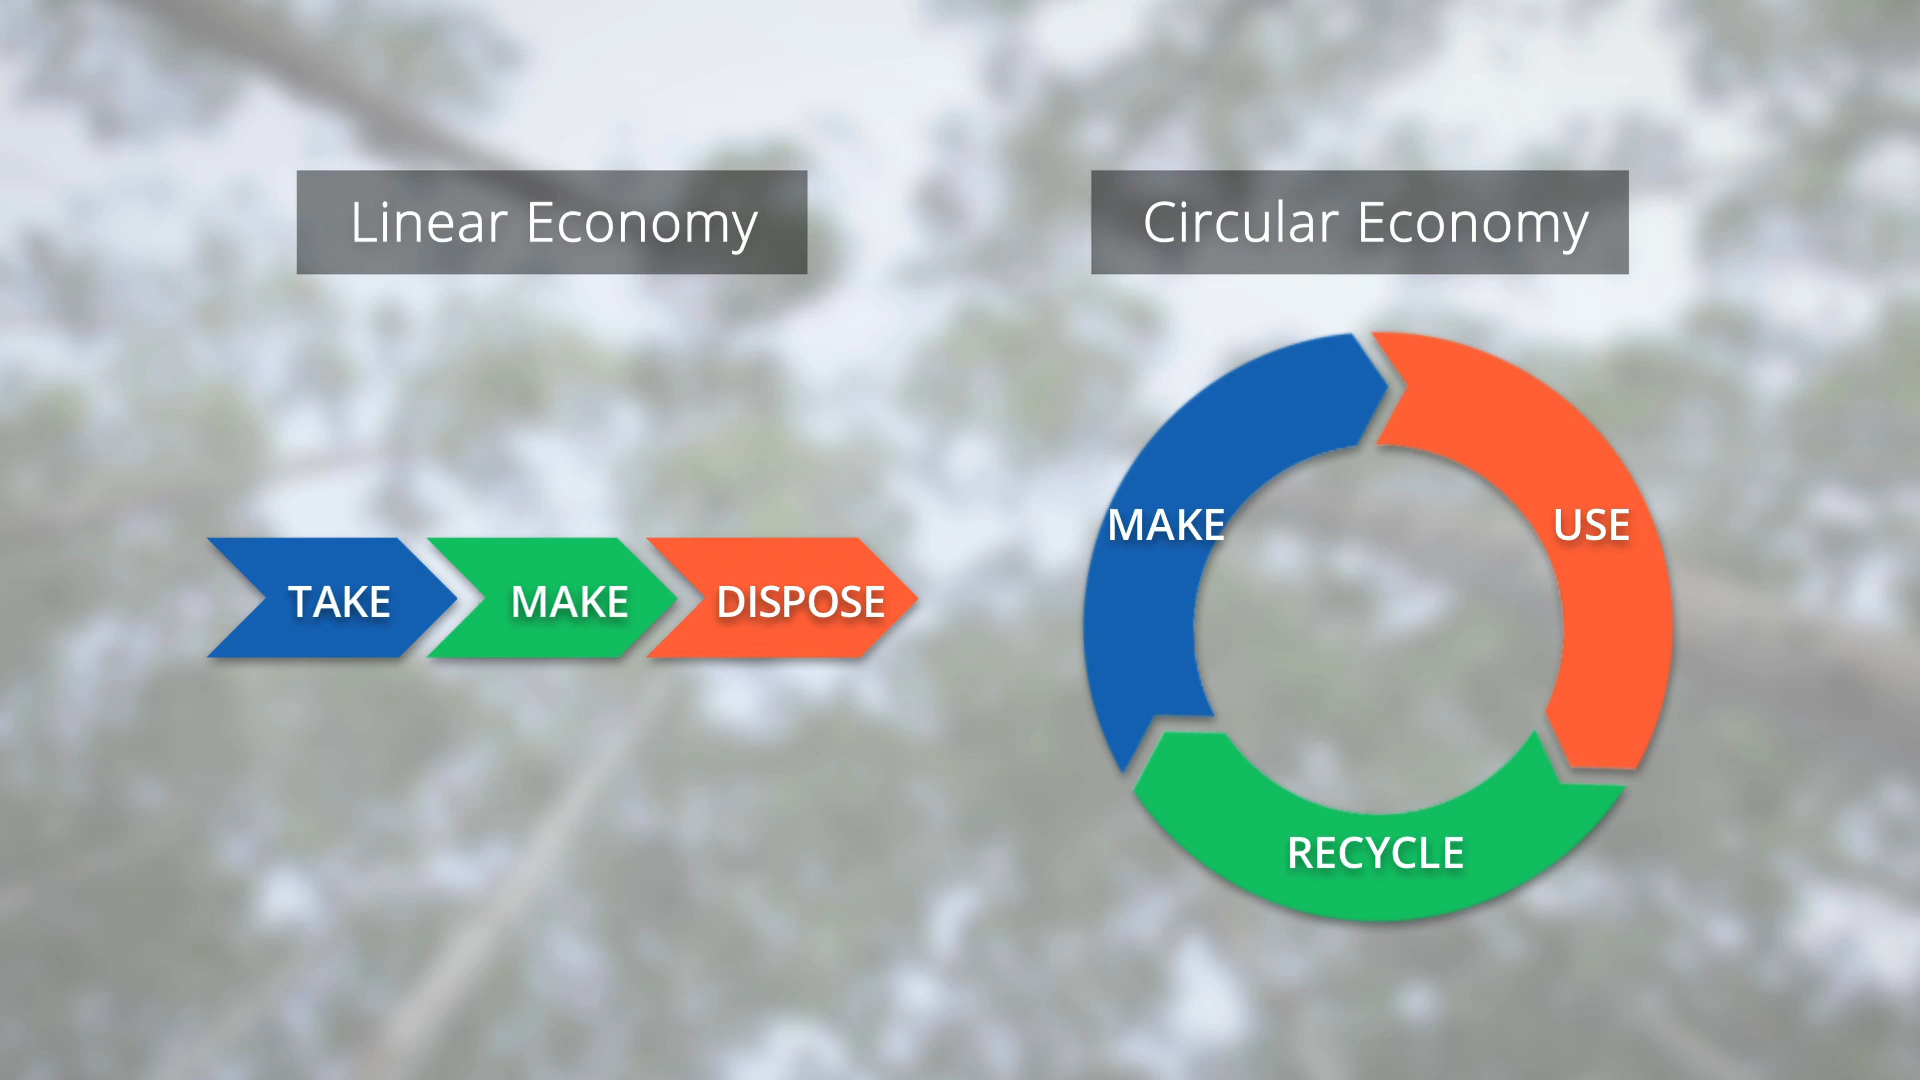 Linear Economy
Circular Economy
TAKE
MAKE
DISPOSE
MAKE
USE
RECYCLE